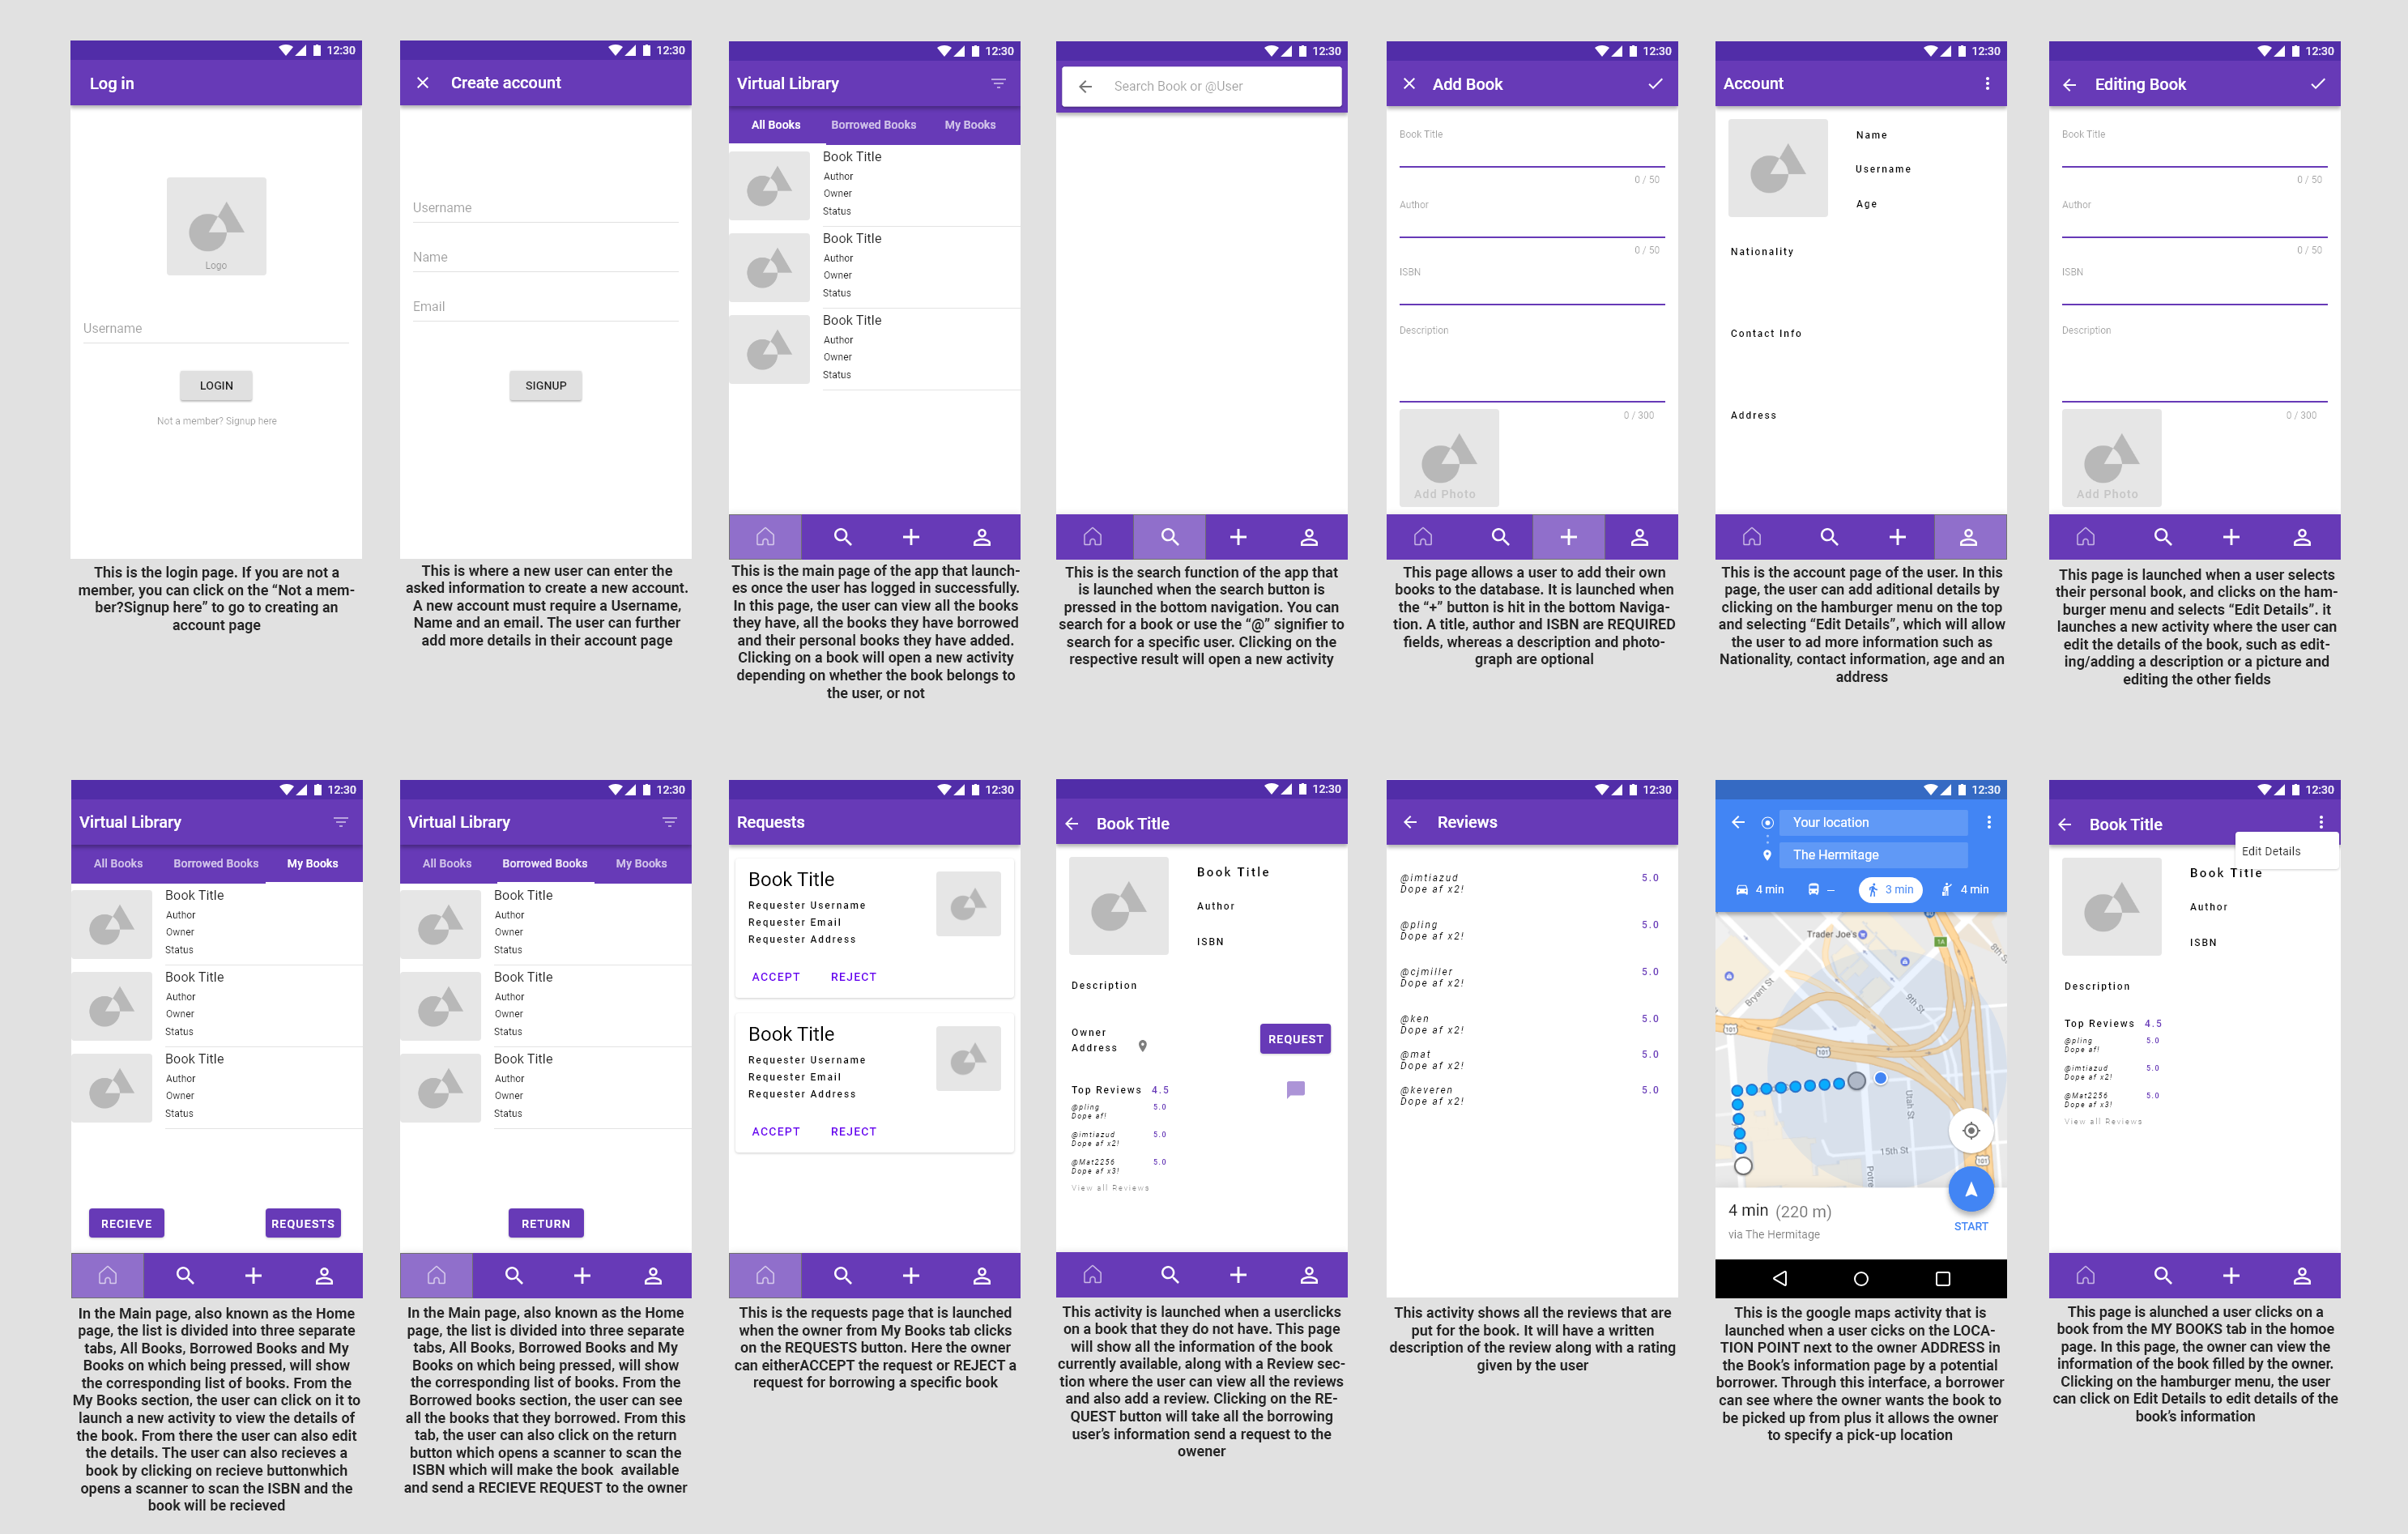 12:30
Log in
Logo
Username
LOGIN
Not a member? Signup here
This is the login page. If you are not a
member, you can click on the “Not a mem-
ber?Signup here” to go to creating an
account page
12:30
Create account
Username
Name
Email
SIGNUP
This is where a new user can enter the
asked information to create a new account.
A new account must require a Username,
Name and an email. The user can further
add more details in their account page
12:30
Virtual Library
All Books Borrowed Books My Books
Book Title
Author
Owner
Status
Book Title
Author
Owner
Status
Book Title
Author
Owner
Status
This is the main page of the app that launch-
es once the user has logged in successfully.
In this page, the user can view all the books
they have, all the books they have borrowed
and their personal books they have added.
Clicking on a book will open a new activity
depending on whether the book belongs to
the user, or not
12:30
Search Book or @User
This is the search function of the app that
is launched when the search button is
pressed in the bottom navigation. You can
search for a book or use the “@” signifier to
search for a specific user. Clicking on the
respective result will open a new activity
12:30
Add Book
Book Title
0 / 50
Author
0 / 50
ISBN
Description
0 / 300
Add Photo
This page allows a user to add their own
books to the database. It is launched when
the “+” button is hit in the bottom Naviga-
tion. A title, author and ISBN are REQUIRED
fields, whereas a description and photo-
graph are optional
12:30
Account
Name
Username
Age
Nationality
Contact Info
Address
This is the account page of the user. In this
page, the user can add aditional details by
clicking on the hamburger menu on the top
and selecting “Edit Details”, which will allow
the user to ad more information such as
Nationality, contact information, age and an
address
12:30
Editing Book
Book Title
0 / 50
Author
0 / 50
ISBN
Description
0 / 300
Add Photo
This page is launched when a user selects
their personal book, and clicks on the ham-
burger menu and selects “Edit Details”. it
launches a new activity where the user can
edit the details of the book, such as edit-
ing/adding a description or a picture and
editing the other fields
12:30
Virtual Library
All Books Borrowed Books My Books
Book Title
Author
Owner
Status
Book Title
Author
Owner
Status
Book Title
Author
Owner
Status
RECIEVE REQUESTS
In the Main page, also known as the Home
page, the list is divided into three separate
tabs, All Books, Borrowed Books and My
Books on which being pressed, will show
the corresponding list of books. From the
My Books section, the user can click on it to
launch a new activity to view the details of
the book. From there the user can also edit
the details. The user can also recieves a
book by clicking on recieve buttonwhich
opens a scanner to scan the ISBN and the
book will be recieved
12:30
Virtual Library
All Books Borrowed Books My Books
Book Title
Author
Owner
Status
Book Title
Author
Owner
Status
Book Title
Author
Owner
Status
RETURN
In the Main page, also known as the Home
page, the list is divided into three separate
tabs, All Books, Borrowed Books and My
Books on which being pressed, will show
the corresponding list of books. From the
Borrowed books section, the user can see
all the books that they borrowed. From this
tab, the user can also click on the return
button which opens a scanner to scan the
ISBN which will make the book available
and send a RECIEVE REQUEST to the owner
12:30
Requests
Book Title
Requester Username
Requester Email
Requester Address
ACCEPT REJECT
Book Title
Requester Username
Requester Email
Requester Address
ACCEPT REJECT
This is the requests page that is launched
when the owner from My Books tab clicks
on the REQUESTS button. Here the owner
can eitherACCEPT the request or REJECT a
request for borrowing a specific book
12:30
Book Title
Book Title
Author
ISBN
Description
Owner
Address
REQUEST
Top Reviews 4.5
@pling 5.0
Dope af!
@imtiazud 5.0
Dope af x2!
@Mat2256 5.0
Dope af x3!
View all Reviews
This activity is launched when a userclicks
on a book that they do not have. This page
will show all the information of the book
currently available, along with a Review sec-
tion where the user can view all the reviews
and also add a review. Clicking on the RE-
QUEST button will take all the borrowing
user’s information send a request to the
owener
12:30
Reviews
@imtiazud 5.0
Dope af x2!
@pling 5.0
Dope af x2!
@cjmiller 5.0
Dope af x2!
@ken 5.0
Dope af x2!
@mat 5.0
Dope af x2!
@keveren 5.0
Dope af x2!
This activity shows all the reviews that are
put for the book. It will have a written
description of the review along with a rating
given by the user
12:30
Your location
The Hermitage
4 min – 3 min 4 min
Trader Joe's
1A
8th S
Bryant St
9th St
101
101
101
Utah St
15th St
101
Potre
4 min (220 m)
via The Hermitage
START
This is the google maps activity that is
launched when a user cicks on the LOCA-
TION POINT next to the owner ADDRESS in
the Book’s information page by a potential
borrower. Through this interface, a borrower
can see where the owner wants the book to
be picked up from plus it allows the owner
to specify a pick-up location
12:30
Book Title
Edit Details
Book Title
Author
ISBN
Description
Top Reviews 4.5
@pling 5.0
Dope af!
@imtiazud 5.0
Dope af x2!
@Mat2256 5.0
Dope af x3!
View all Reviews
This page is alunched a user clicks on a
book from the MY BOOKS tab in the homoe
page. In this page, the owner can view the
information of the book filled by the owner.
Clicking on the hamburger menu, the user
can click on Edit Details to edit details of the
book’s information